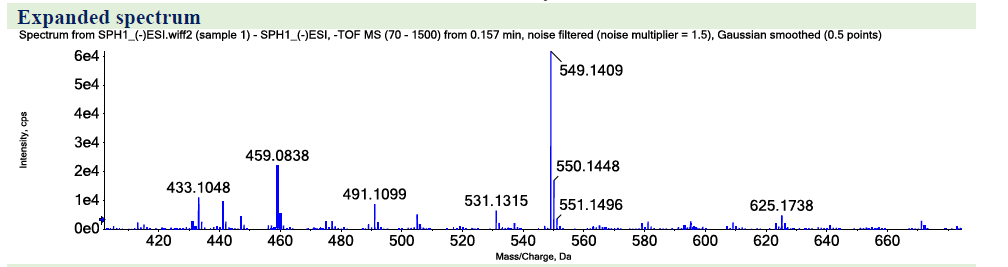 Expanded spectrum
Spectrum from SPH1_(-)ESI.wiff2 (sample 1) - SPH1_(-)ESI, -TOF MS (70 - 1500) from 0.157 min, noise filtered (noise multiplier = 1.5), Gaussian smoothed (0.5 points)
6e4
549.1409
5e4
4e4
Intensity, cps
3e4
459.0838
550.1448
2e4
433.1048
491.1099
531.1315
551.1496
625.1738
1e4
0e0
420 440 460 480 500 520 540 560 580 600 620 640 660
Mass/Charge, Da